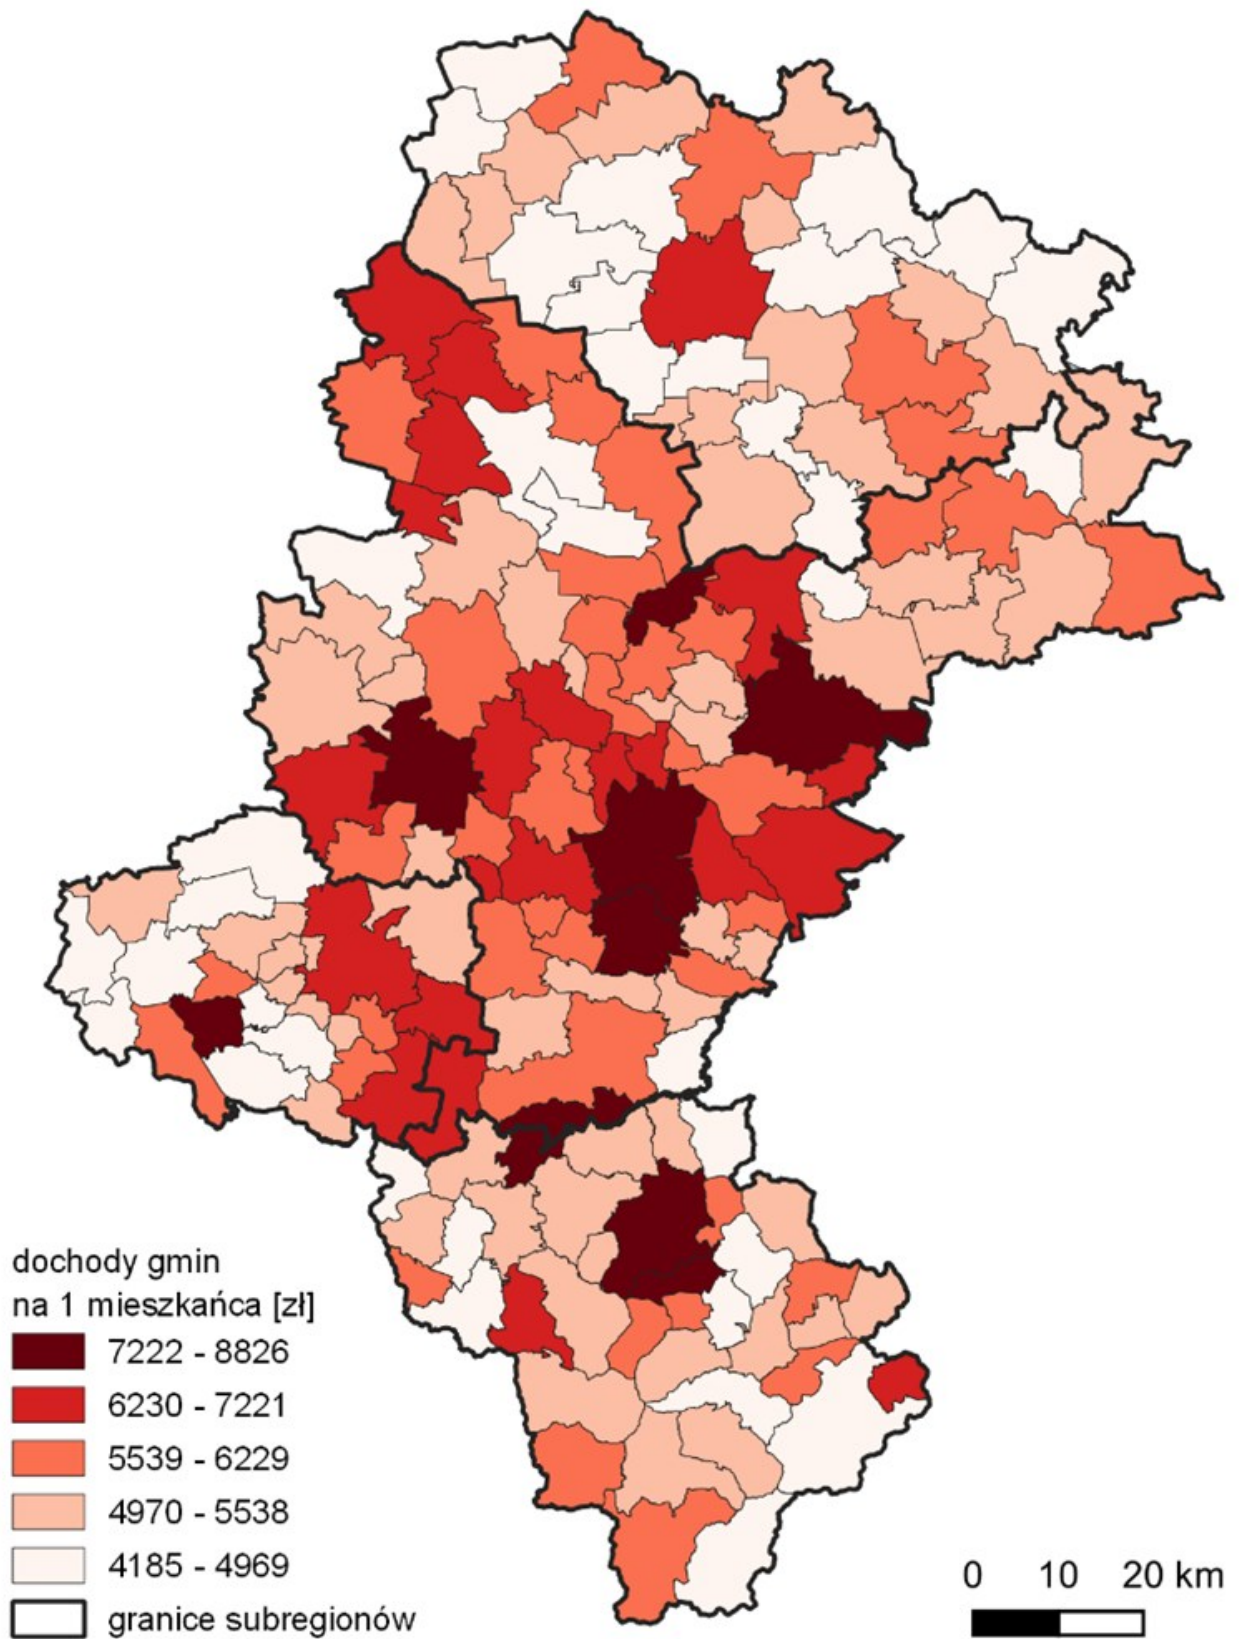 dochody gmin
na 1 mieszkańca [zł]
7222 - 8826
6230 - 7221
5539 - 6229
4970 - 5538
4185 - 4969
granice subregionów
0 10 20 km